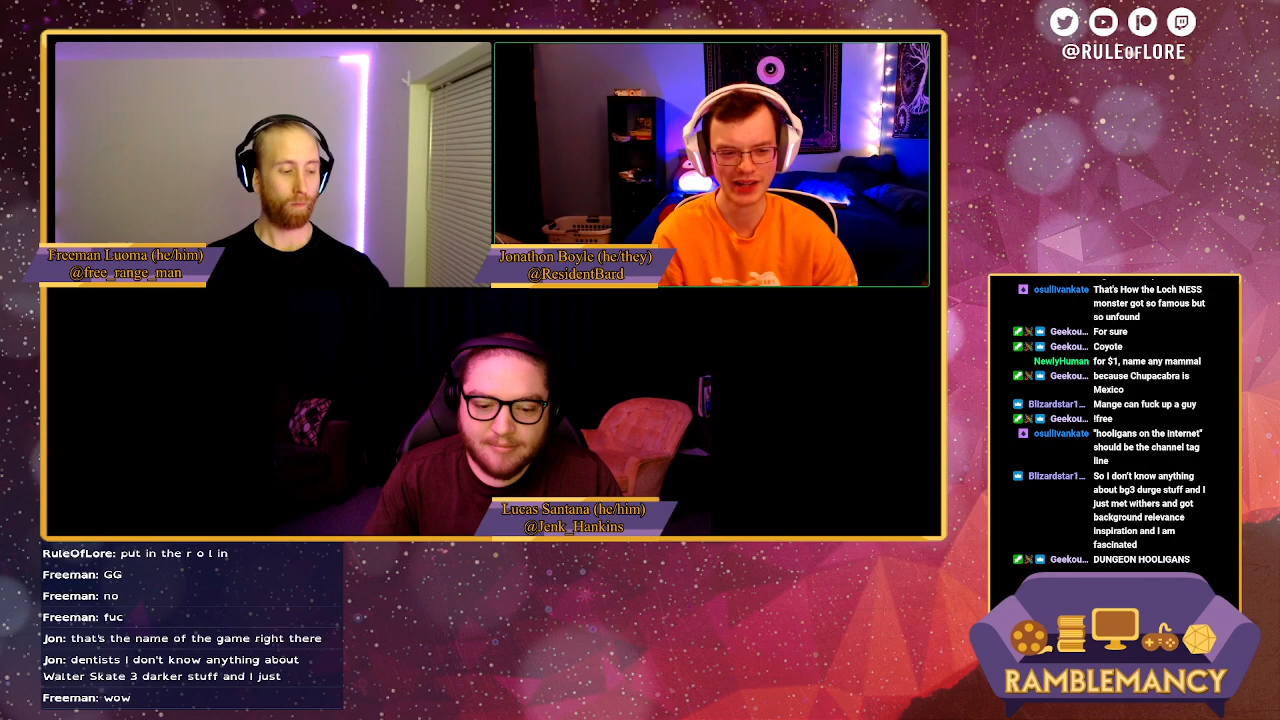 @RULEOFLORE
Freeman Luoma (he/him)
@free_range_man
Jonathon Boyle (he/they)
@ResidentBard
Lucas Santana (he/him)
@Jenk_Hankins
RuleOfLore: put in the r o l in
Freeman: GG
Freeman: no
Freeman: fuc
Jon: that's the name of the game right there
Jon: dentists I don't know anything about
Walter Skate 3 darker stuff and I just
Freeman: wow
osullivankate That's How the Loch NESS
monster got so famous but
so unfound
Geekou... For sure
Geekou... Coyote
NewlyHuman for $1, name any mammal
Geekou... because Chupacabra is
Mexico
Blizardstar1... Mange can fuck up a guy
Geekou... !free
osullivankate "hooligans on the internet"
should be the channel tag
line
Blizardstar1... So I don't know anything
about bg3 durge stuff and I
just met withers and got
background relevance
inspiration and I am
fascinated
Geekou... DUNGEON HOOLIGANS
RAMBLEMANCY